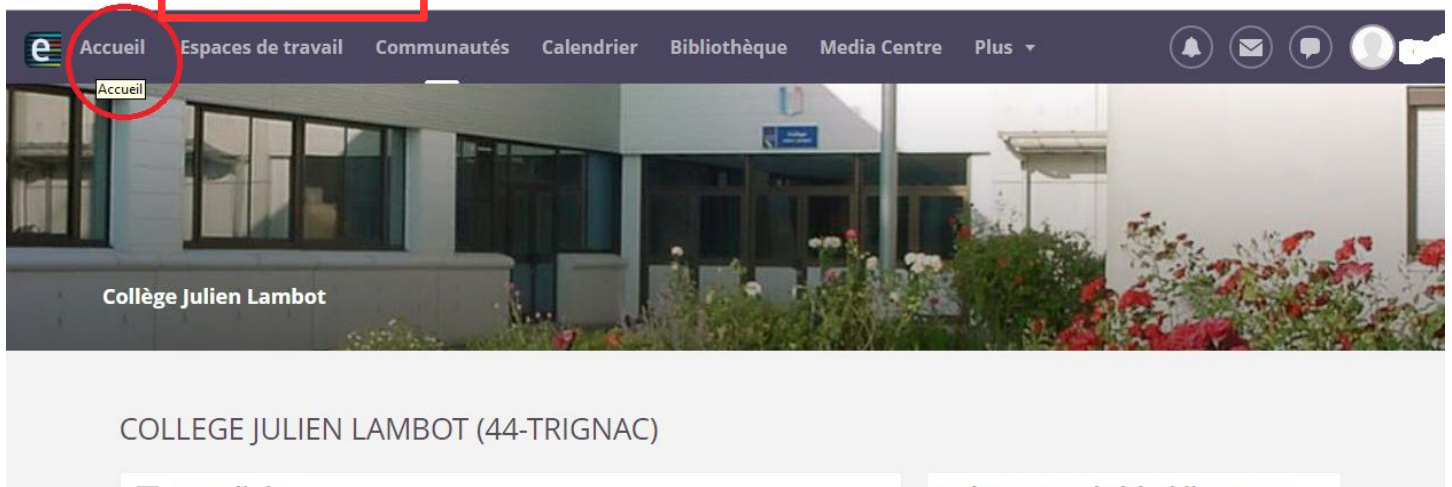 e Accueil Espaces de travail Communautés Calendrier Bibliothèque Media Centre Plus
Accueil
Collège Julien Lambot
COLLEGE JULIEN LAMBOT (44-TRIGNAC)